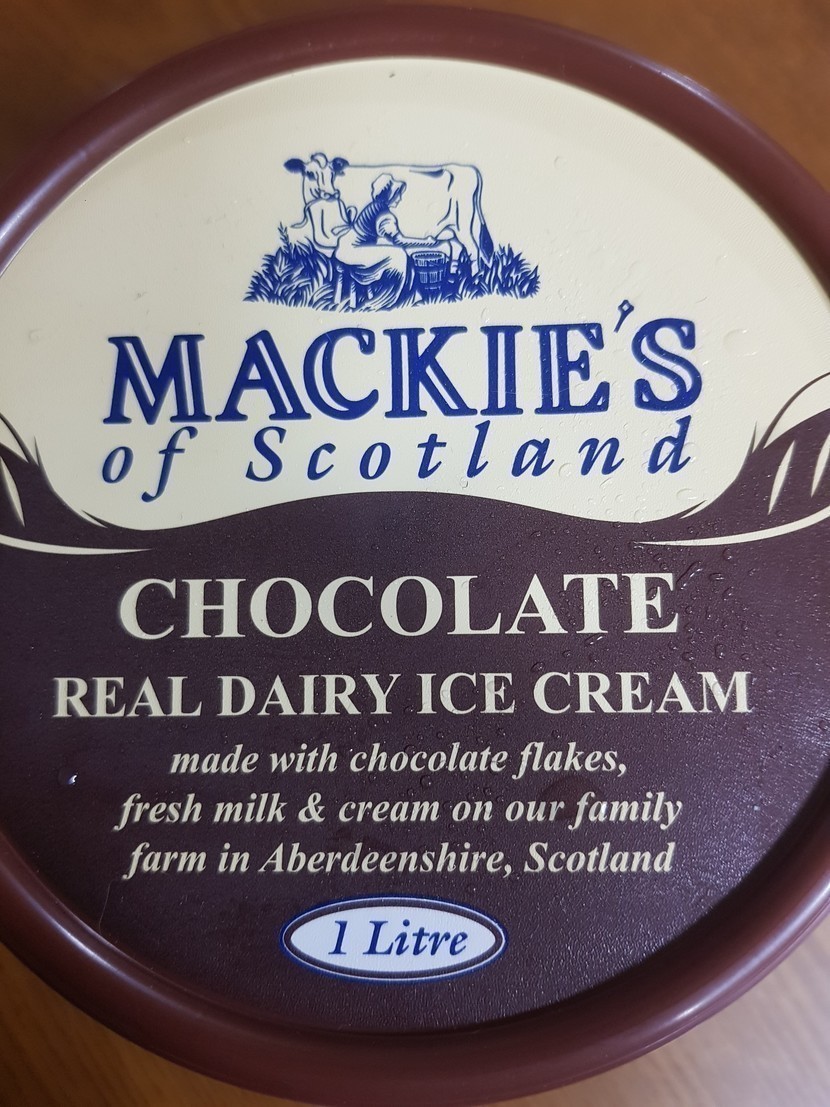 MACKIE'S
of Scotland
CHOCOLATE
REAL DAIRY ICE CREAM
made with chocolate flakes,
fresh milk & cream on our family
farm in Aberdeenshire, Scotland
1 Litre